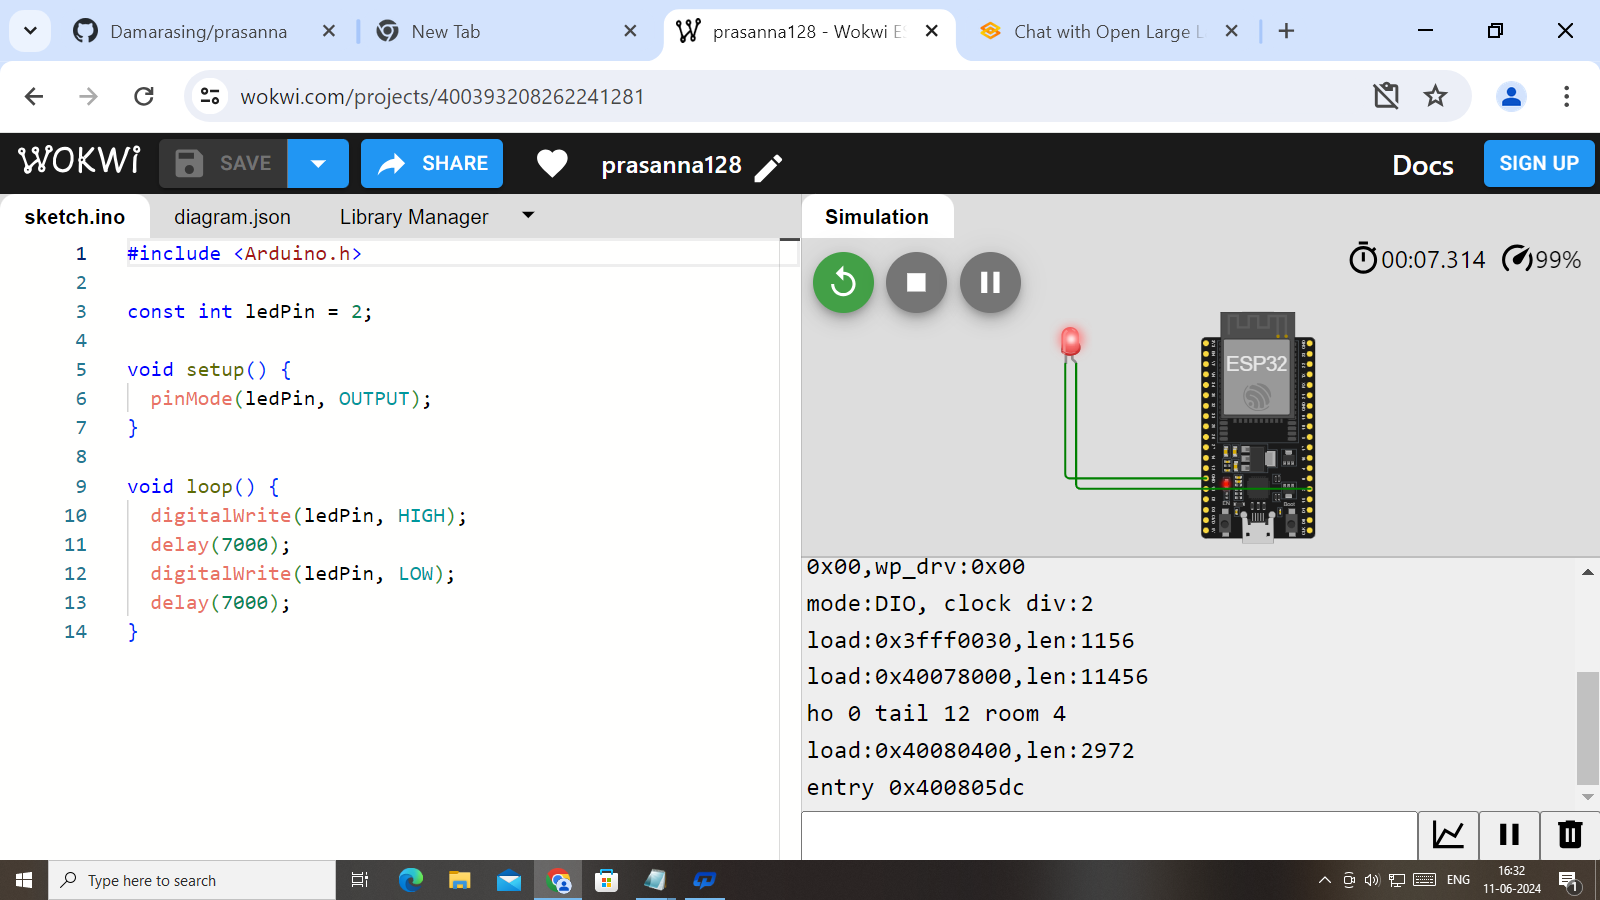 Damarasing/prasanna
New Tab
prasanna128 - Wokwi ES
Chat with Open Large L
wokwi.com/projects/400393208262241281
WOKWi
SAVE
SHARE
prasanna128
Docs
SIGN UP
sketch.ino
diagram.json
Library Manager
Simulation
1 #include <Arduino.h>
2
3 const int ledPin = 2;
4
5 void setup() {
6 pinMode(ledPin, OUTPUT);
7 }
8
9 void loop() {
10 digitalWrite(ledPin, HIGH);
11 delay(7000);
12 digitalWrite(ledPin, LOW);
13 delay(7000);
14 }
00:07.314
99%
ESP32
0x00,wp_drv:0x00
mode:DIO, clock div:2
load:0x3fff0030,len:1156
load:0x40078000,len:11456
ho 0 tail 12 room 4
load:0x40080400,len:2972
entry 0x400805dc
Type here to search
ENG
16:32
11-06-2024
1